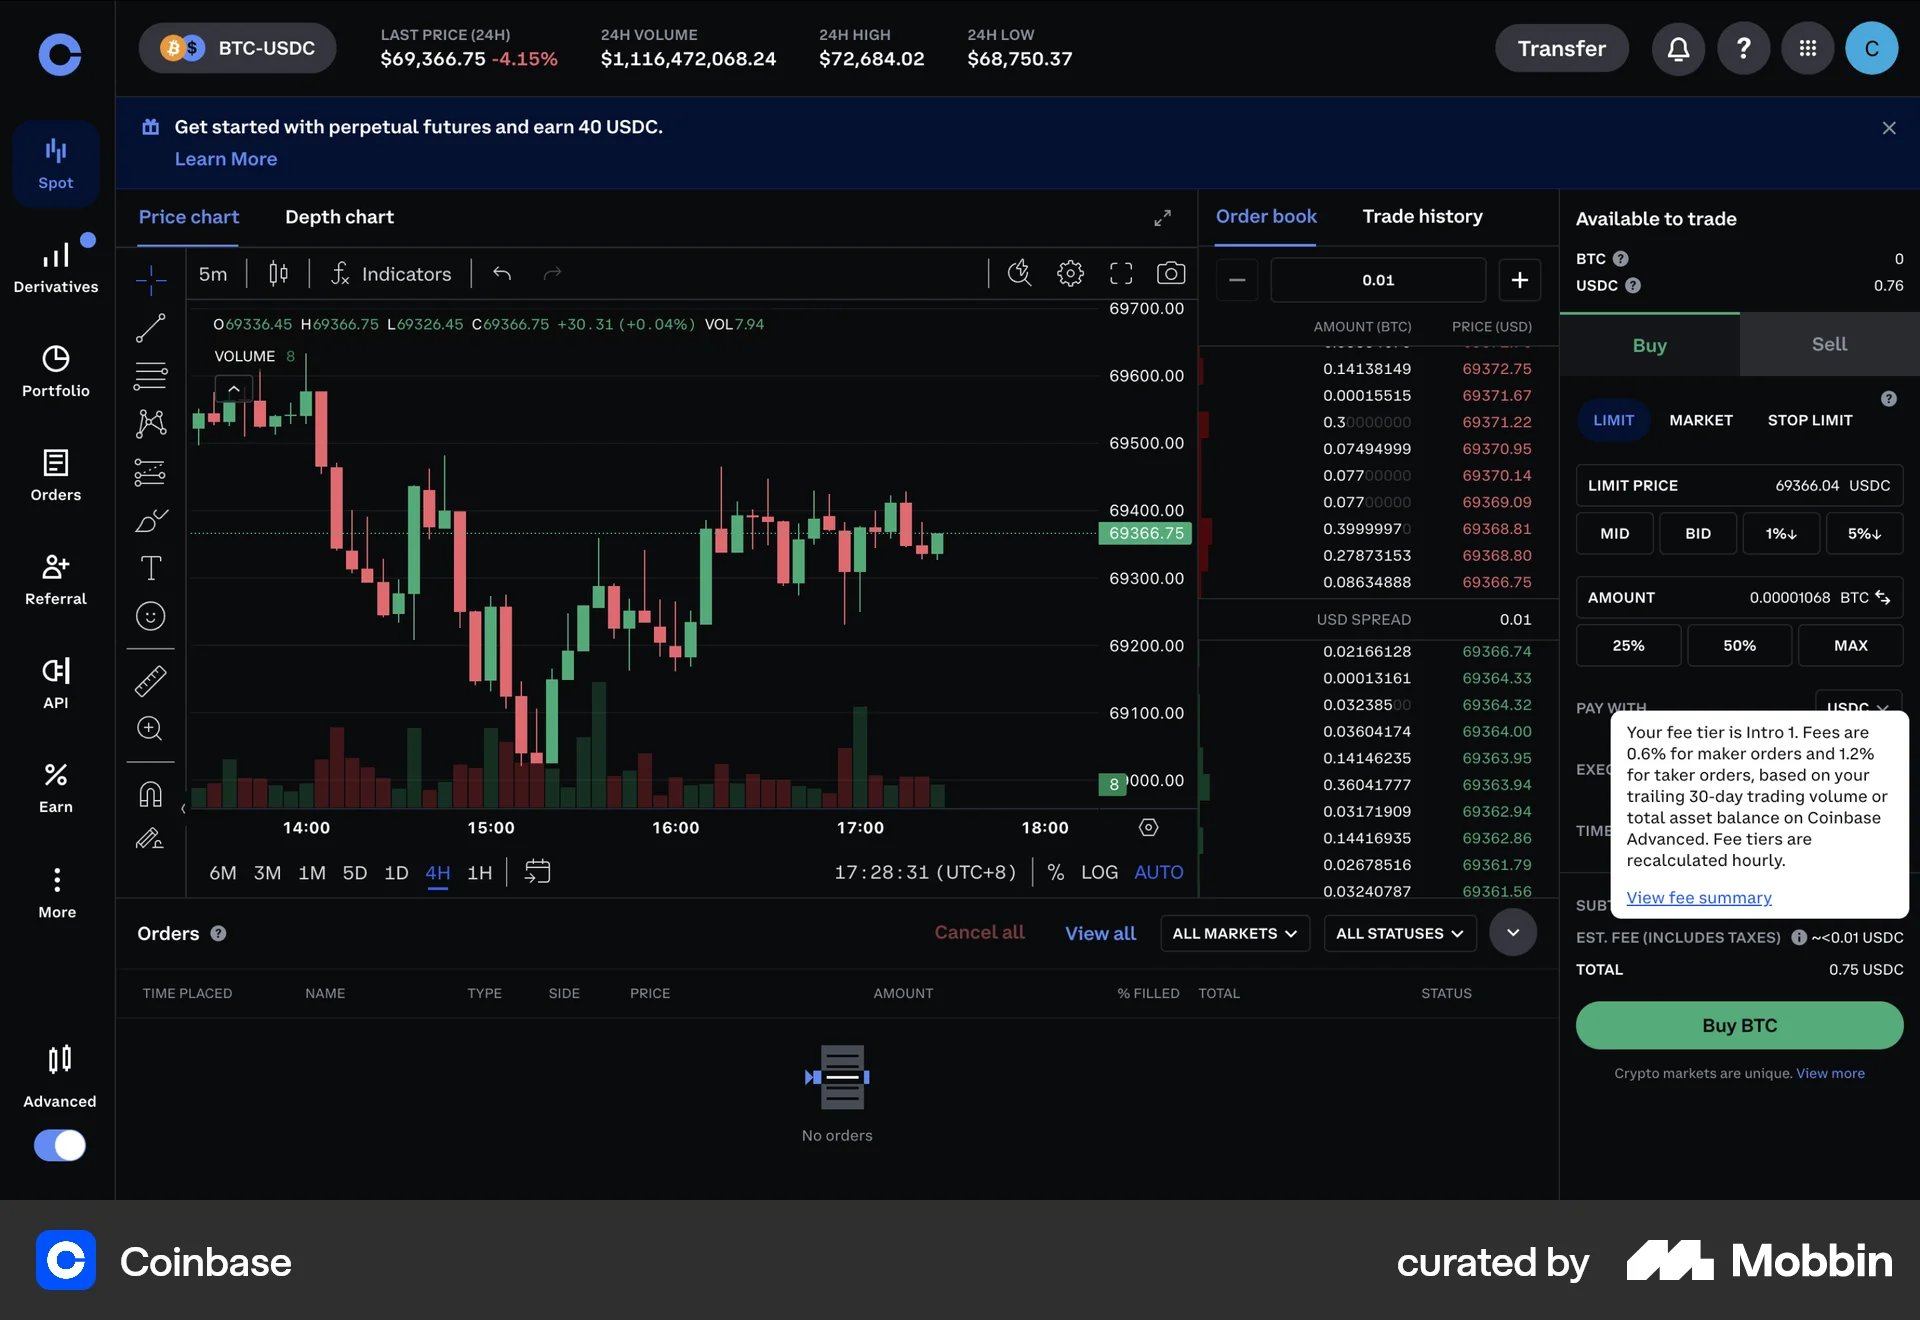 BTC-USDC
LAST PRICE (24H)
$69,366.75 -4.15%
24H VOLUME
$1,116,472,068.24
24H HIGH
$72,684.02
24H LOW
$68,750.37
Transfer
?
C
Get started with perpetual futures and earn 40 USDC.
Learn More
Spot
Derivatives
Portfolio
Orders
Referral
API
Earn
More
Advanced
Price chart
Depth chart
5m
Indicators
O69336.45 H69366.75 L69326.45 C69366.75 +30.31 (+0.04%) VOL7.94
VOLUME 8
69700.00
69600.00
69500.00
69400.00
69366.75
69300.00
69200.00
69100.00
8
000.00
14:00
15:00
16:00
17:00
18:00
6M 3M 1M 5D 1D 4H 1H
17:28:31 (UTC+8)
% LOG AUTO
Order book
Trade history
0.01
AMOUNT (BTC) PRICE (USD)
0.14138149 69372.75
0.00015515 69371.67
0.30000000 69371.22
0.07494999 69370.95
0.07700000 69370.14
0.07700000 69369.09
0.39999970 69368.81
0.27873153 69368.80
0.08634888 69366.75
USD SPREAD 0.01
0.02166128 69366.74
0.00013161 69364.33
0.03238500 69364.32
0.03604174 69364.00
0.14146235 69363.95
0.36041777 69363.94
0.03171909 69362.94
0.14416935 69362.86
0.02678516 69361.79
0.03240787 69361.56
Available to trade
BTC ? 0
USDC ? 0.76
Buy
Sell
?
LIMIT
MARKET
STOP LIMIT
LIMIT PRICE 69366.04 USDC
MID
BID
1%↓
5%↓
AMOUNT 0.00001068 BTC
25%
50%
MAX
PAY WITH USDC
EXEC
TIME
SUBT
Your fee tier is Intro 1. Fees are
0.6% for maker orders and 1.2%
for taker orders, based on your
trailing 30-day trading volume or
total asset balance on Coinbase
Advanced. Fee tiers are
recalculated hourly.
View fee summary
EST. FEE (INCLUDES TAXES) ~<0.01 USDC
TOTAL 0.75 USDC
Buy BTC
Crypto markets are unique. View more
Orders ?
Cancel all
View all
ALL MARKETS
ALL STATUSES
TIME PLACED NAME TYPE SIDE PRICE AMOUNT % FILLED TOTAL STATUS
No orders
Coinbase
curated by
Mobbin